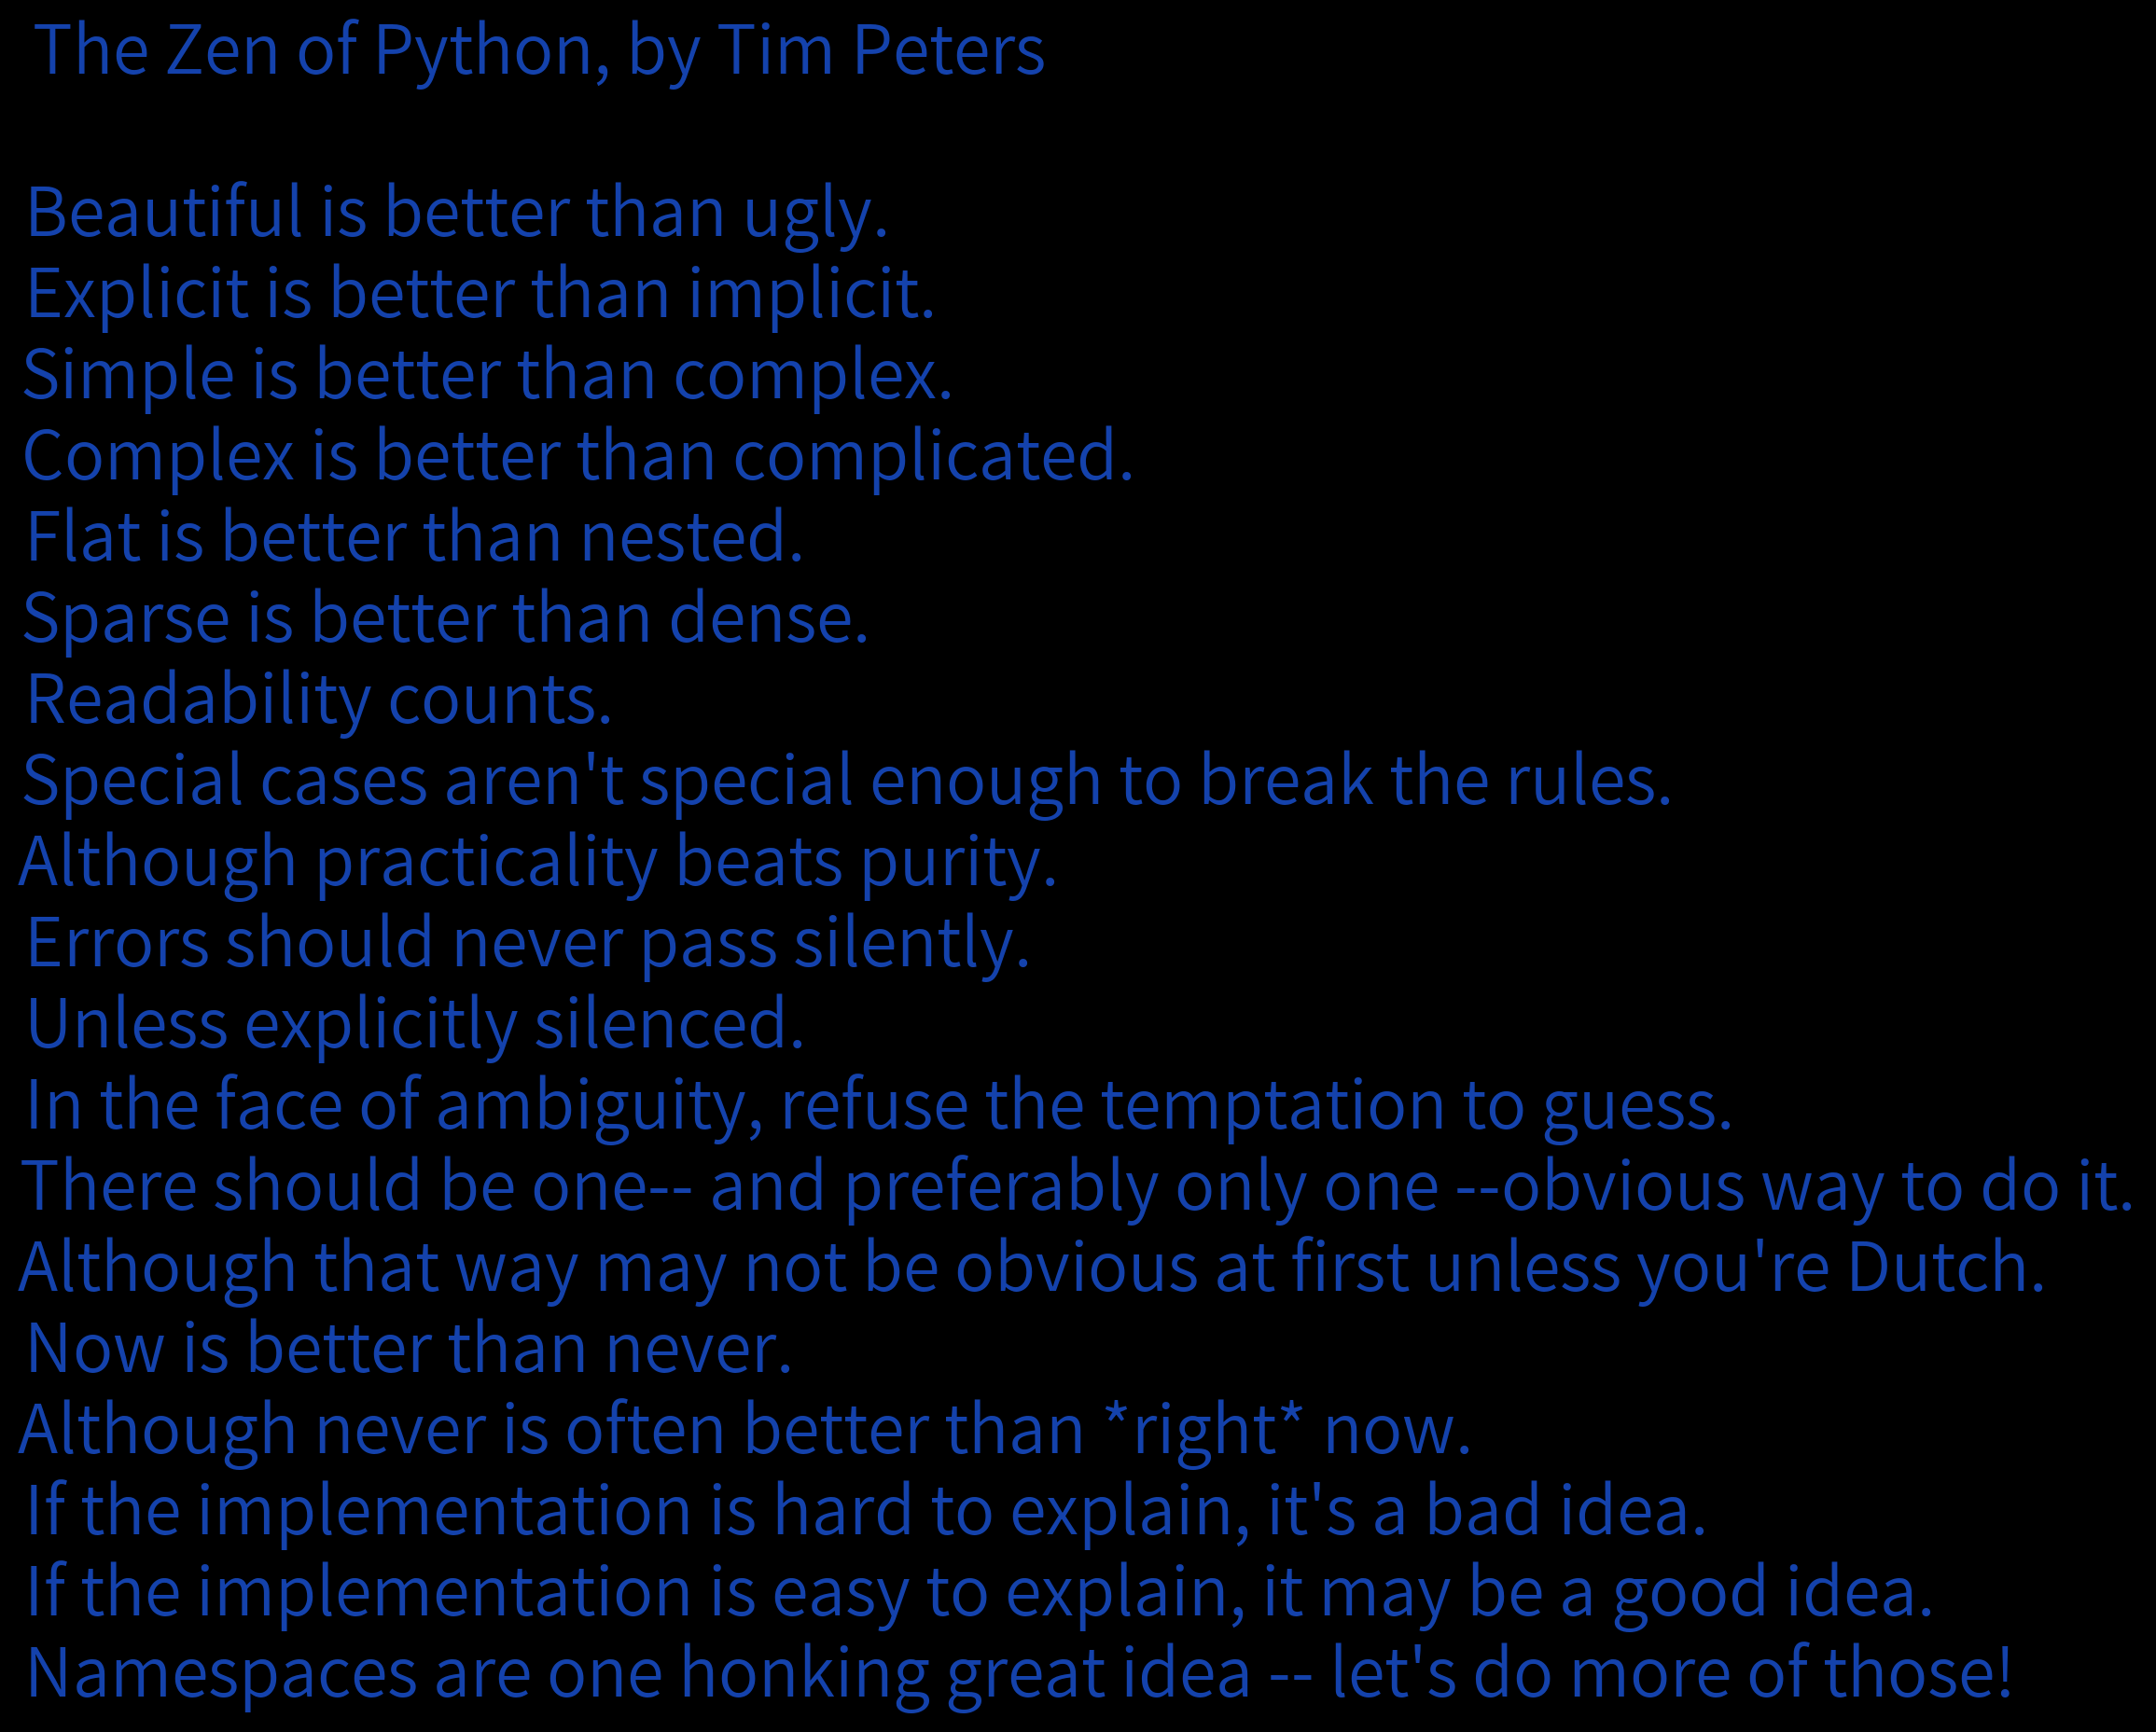 The Zen of Python, by Tim Peters

Beautiful is better than ugly.
Explicit is better than implicit.
Simple is better than complex.
Complex is better than complicated.
Flat is better than nested.
Sparse is better than dense.
Readability counts.
Special cases aren't special enough to break the rules.
Although practicality beats purity.
Errors should never pass silently.
Unless explicitly silenced.
In the face of ambiguity, refuse the temptation to guess.
There should be one-- and preferably only one --obvious way to do it.
Although that way may not be obvious at first unless you're Dutch.
Now is better than never.
Although never is often better than *right* now.
If the implementation is hard to explain, it's a bad idea.
If the implementation is easy to explain, it may be a good idea.
Namespaces are one honking great idea -- let's do more of those!